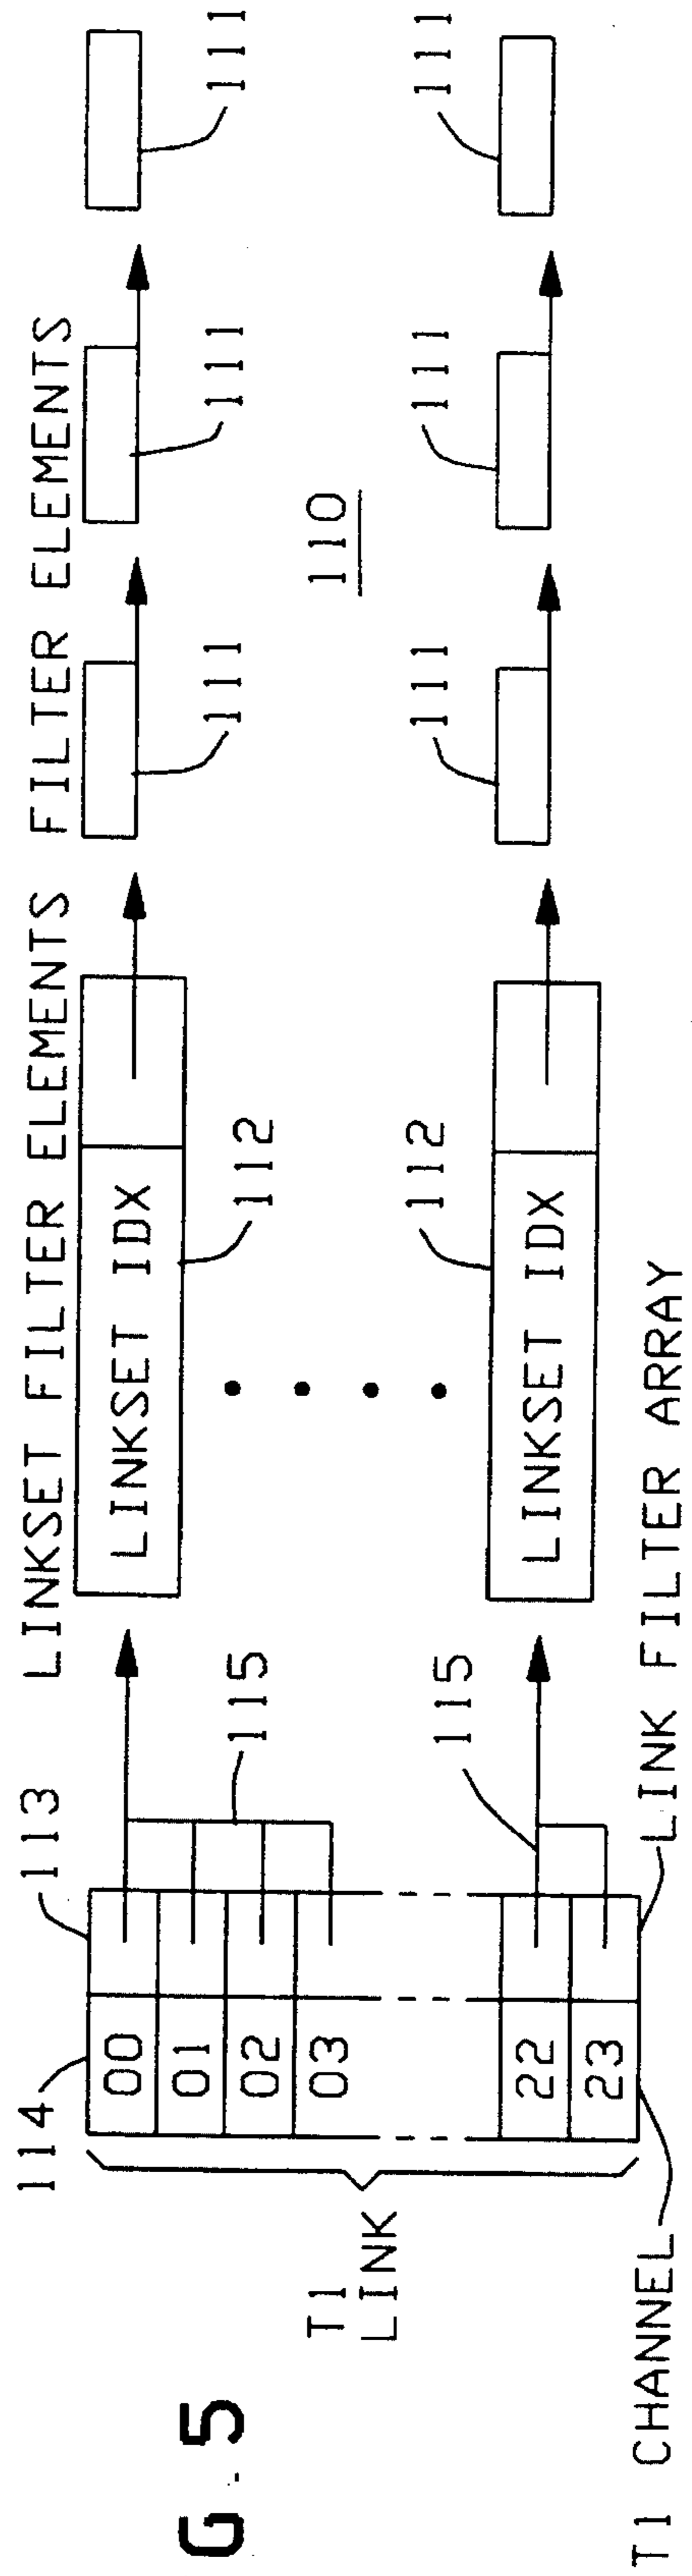 114
113
LINKSET FILTER ELEMENTS
FILTER ELEMENTS
00
LINKSET IDX
01
02
03
115
112
111
111
111
G.5
T1
LINK
110
115
112
111
111
111
22
LINKSET IDX
23
T1 CHANNEL
LINK FILTER ARRAY